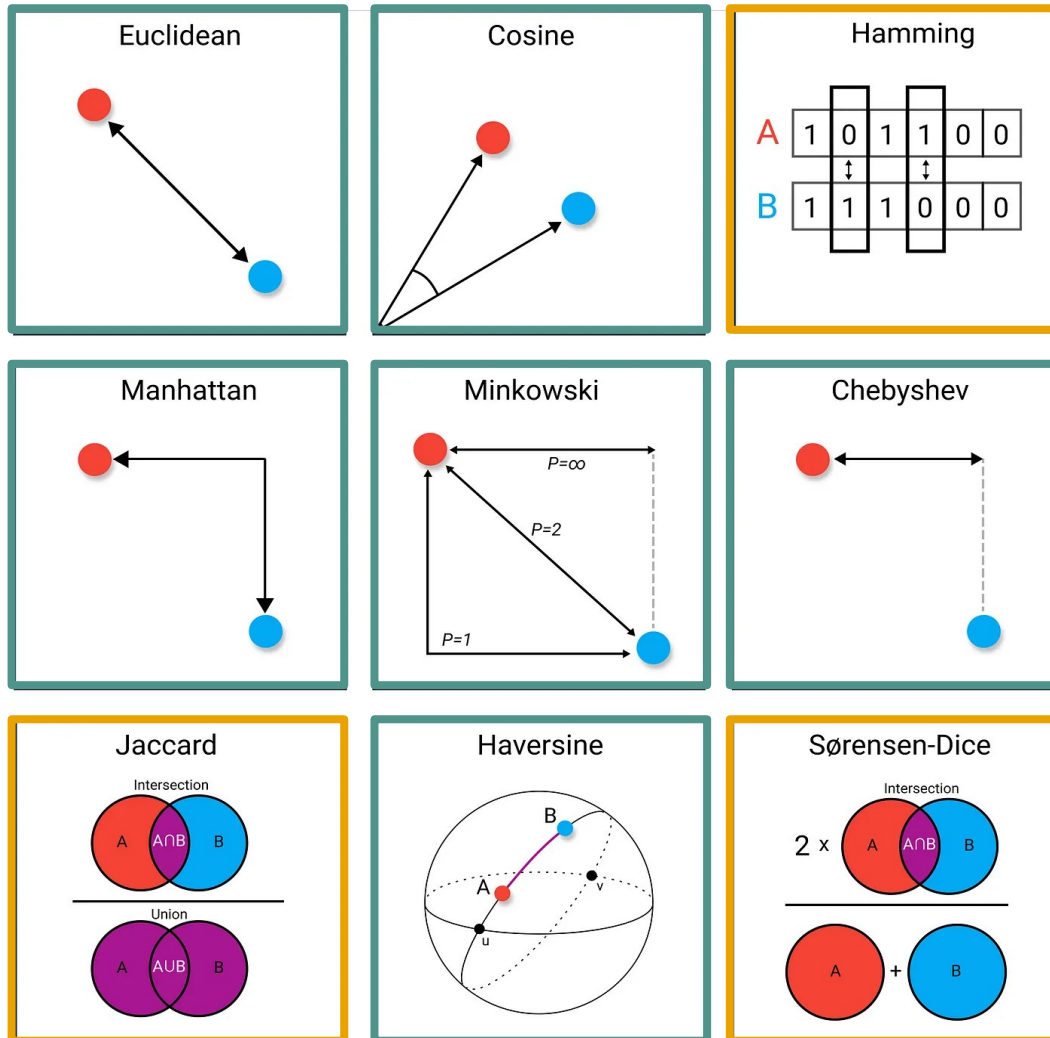 Euclidean
Cosine
Hamming
A 1 0 1 1 0 0
B 1 1 1 0 0 0
Manhattan
Minkowski
P=∞
P=2
P=1
Chebyshev
Jaccard
Intersection
A A∩B B
Union
A A∪B B
Haversine
B
A
v
u
Sørensen-Dice
Intersection
2 x A A∩B B
A + B